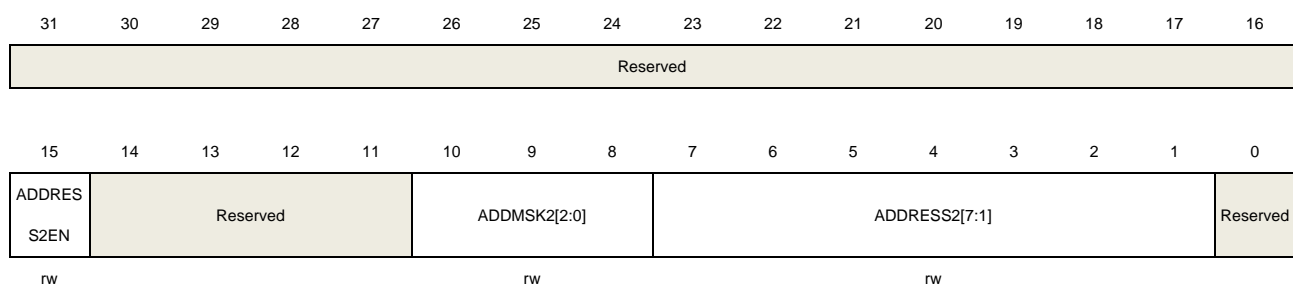 31 30 29 28 27 26 25 24 23 22 21 20 19 18 17 16
Reserved
15 14 13 12 11 10 9 8 7 6 5 4 3 2 1 0
ADDRES
S2EN
Reserved
ADDMSK2[2:0]
ADDRESS2[7:1]
Reserved
rw rw rw